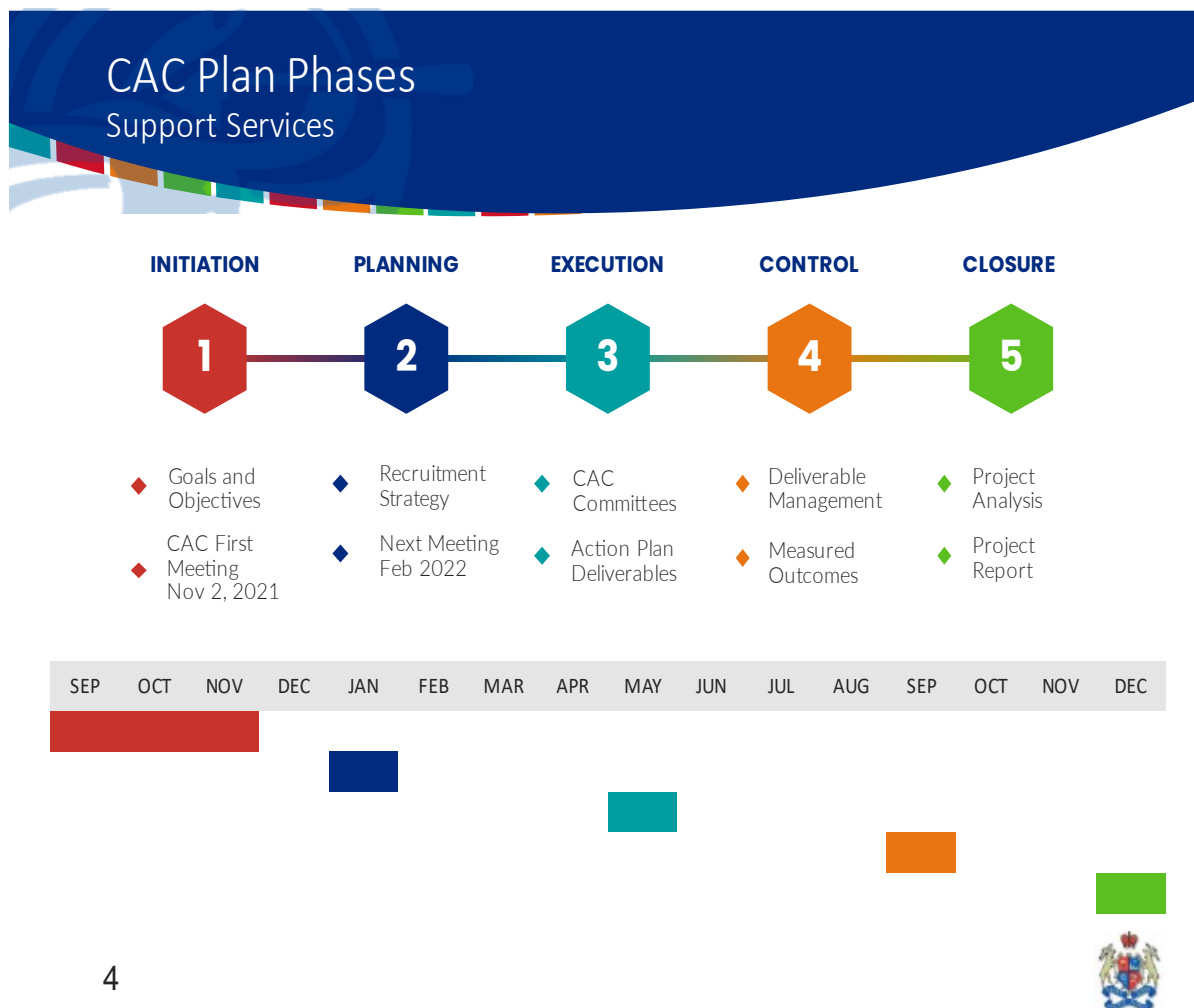 CAC Plan Phases
Support Services
INITIATION
PLANNING
EXECUTION
CONTROL
CLOSURE
1
2
3
4
5
Goals and
Objectives
CAC First
Meeting
Nov 2, 2021
Recruitment
Strategy
Next Meeting
Feb 2022
CAC
Committees
Action Plan
Deliverables
Deliverable
Management
Measured
Outcomes
Project
Analysis
Project
Report
SEP OCT NOV DEC JAN FEB MAR APR MAY JUN JUL AUG SEP OCT NOV DEC
4